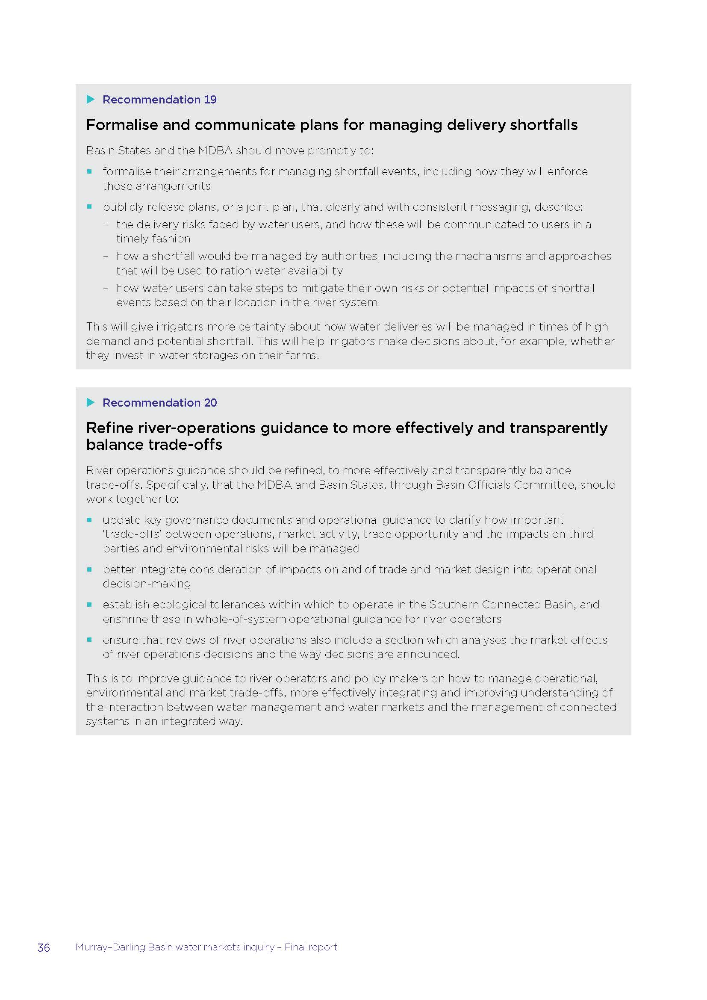 Recommendation 19
Formalise and communicate plans for managing delivery shortfalls
Basin States and the MDBA should move promptly to:
formalise their arrangements for managing shortfall events, including how they will enforce
those arrangements
publicly release plans, or a joint plan, that clearly and with consistent messaging, describe:
– the delivery risks faced by water users, and how these will be communicated to users in a
timely fashion
– how a shortfall would be managed by authorities, including the mechanisms and approaches
that will be used to ration water availability
– how water users can take steps to mitigate their own risks or potential impacts of shortfall
events based on their location in the river system.
This will give irrigators more certainty about how water deliveries will be managed in times of high
demand and potential shortfall. This will help irrigators make decisions about, for example, whether
they invest in water storages on their farms.
Recommendation 20
Refine river-operations guidance to more effectively and transparently
balance trade-offs
River operations guidance should be refined, to more effectively and transparently balance
trade-offs. Specifically, that the MDBA and Basin States, through Basin Officials Committee, should
work together to:
update key governance documents and operational guidance to clarify how important
‘trade-offs’ between operations, market activity, trade opportunity and the impacts on third
parties and environmental risks will be managed
better integrate consideration of impacts on and of trade and market design into operational
decision-making
establish ecological tolerances within which to operate in the Southern Connected Basin, and
enshrine these in whole-of-system operational guidance for river operators
ensure that reviews of river operations also include a section which analyses the market effects
of river operations decisions and the way decisions are announced.
This is to improve guidance to river operators and policy makers on how to manage operational,
environmental and market trade-offs, more effectively integrating and improving understanding of
the interaction between water management and water markets and the management of connected
systems in an integrated way.
36 Murray–Darling Basin water markets inquiry – Final report